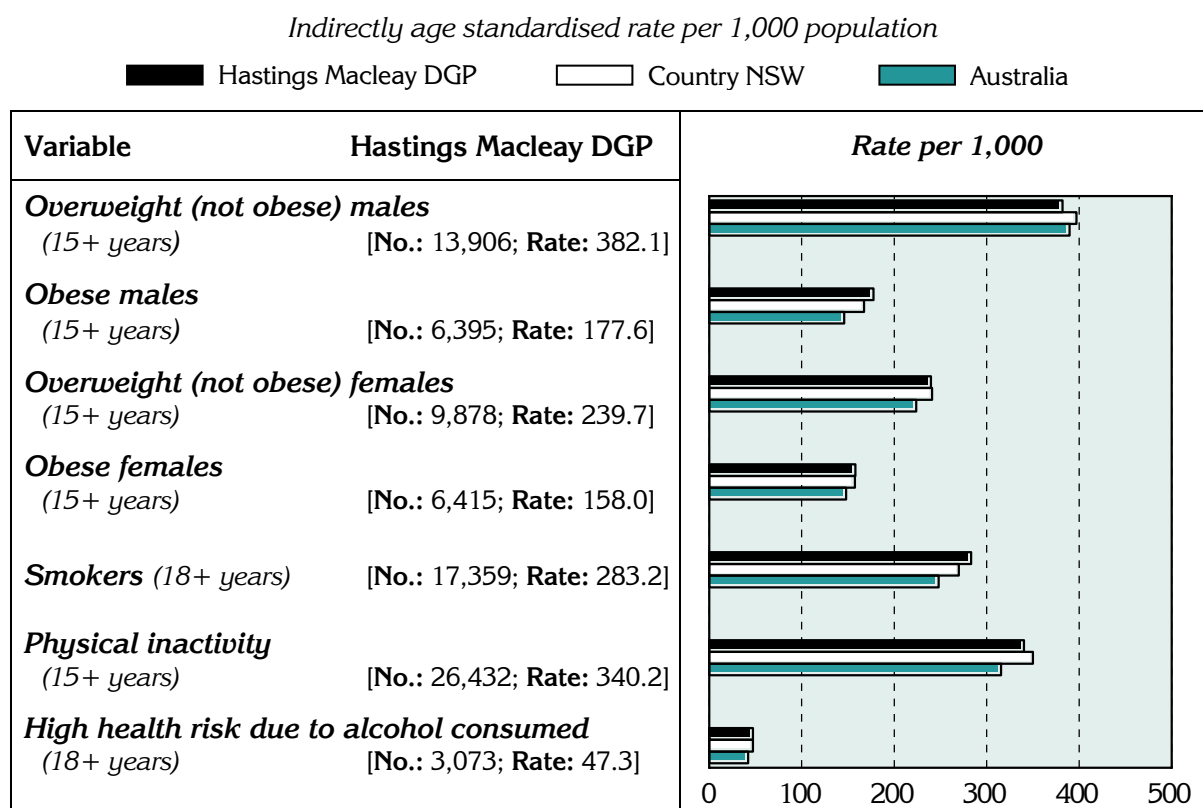 Indirectly age standardised rate per 1,000 population
Hastings Macleay DGP Country NSW Australia
Variable Hastings Macleay DGP Rate per 1,000
Overweight (not obese) males
(15+ years) [No.: 13,906; Rate: 382.1]
Obese males
(15+ years) [No.: 6,395; Rate: 177.6]
Overweight (not obese) females
(15+ years) [No.: 9,878; Rate: 239.7]
Obese females
(15+ years) [No.: 6,415; Rate: 158.0]
Smokers (18+ years) [No.: 17,359; Rate: 283.2]
Physical inactivity
(15+ years) [No.: 26,432; Rate: 340.2]
High health risk due to alcohol consumed
(18+ years) [No.: 3,073; Rate: 47.3]
0 100 200 300 400 500